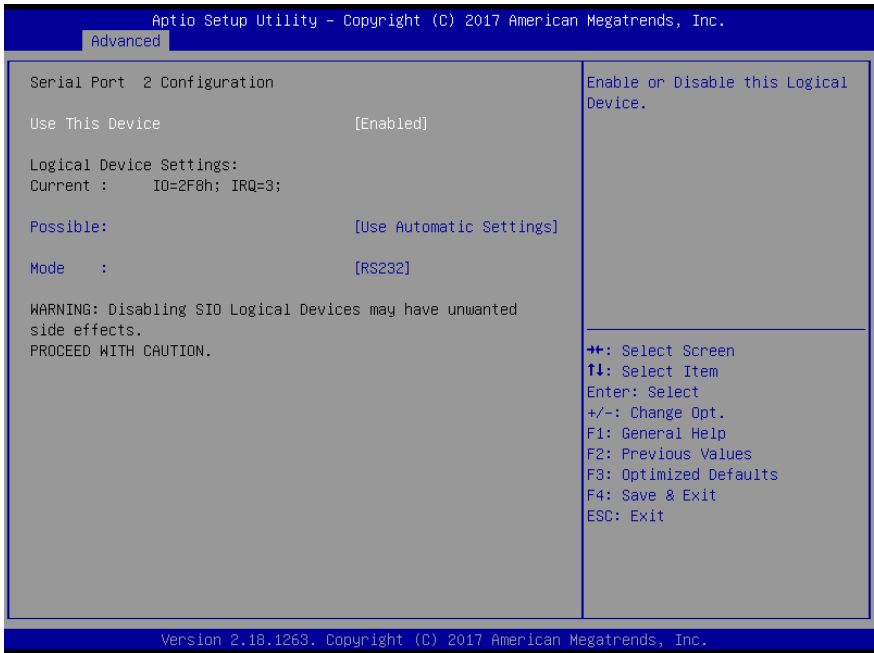 Aptio Setup Utility – Copyright (C) 2017 American Megatrends, Inc.
Advanced
Serial Port  2 Configuration
Use This Device [Enabled]
Logical Device Settings:
Current :     IO=2F8h; IRQ=3;
Possible: [Use Automatic Settings]
Mode    : [RS232]
WARNING: Disabling SIO Logical Devices may have unwanted
side effects.
PROCEED WITH CAUTION.
Enable or Disable this Logical
Device.
→←: Select Screen
↑↓: Select Item
Enter: Select
+/-: Change Opt.
F1: General Help
F2: Previous Values
F3: Optimized Defaults
F4: Save & Exit
ESC: Exit
Version 2.18.1263. Copyright (C) 2017 American Megatrends, Inc.